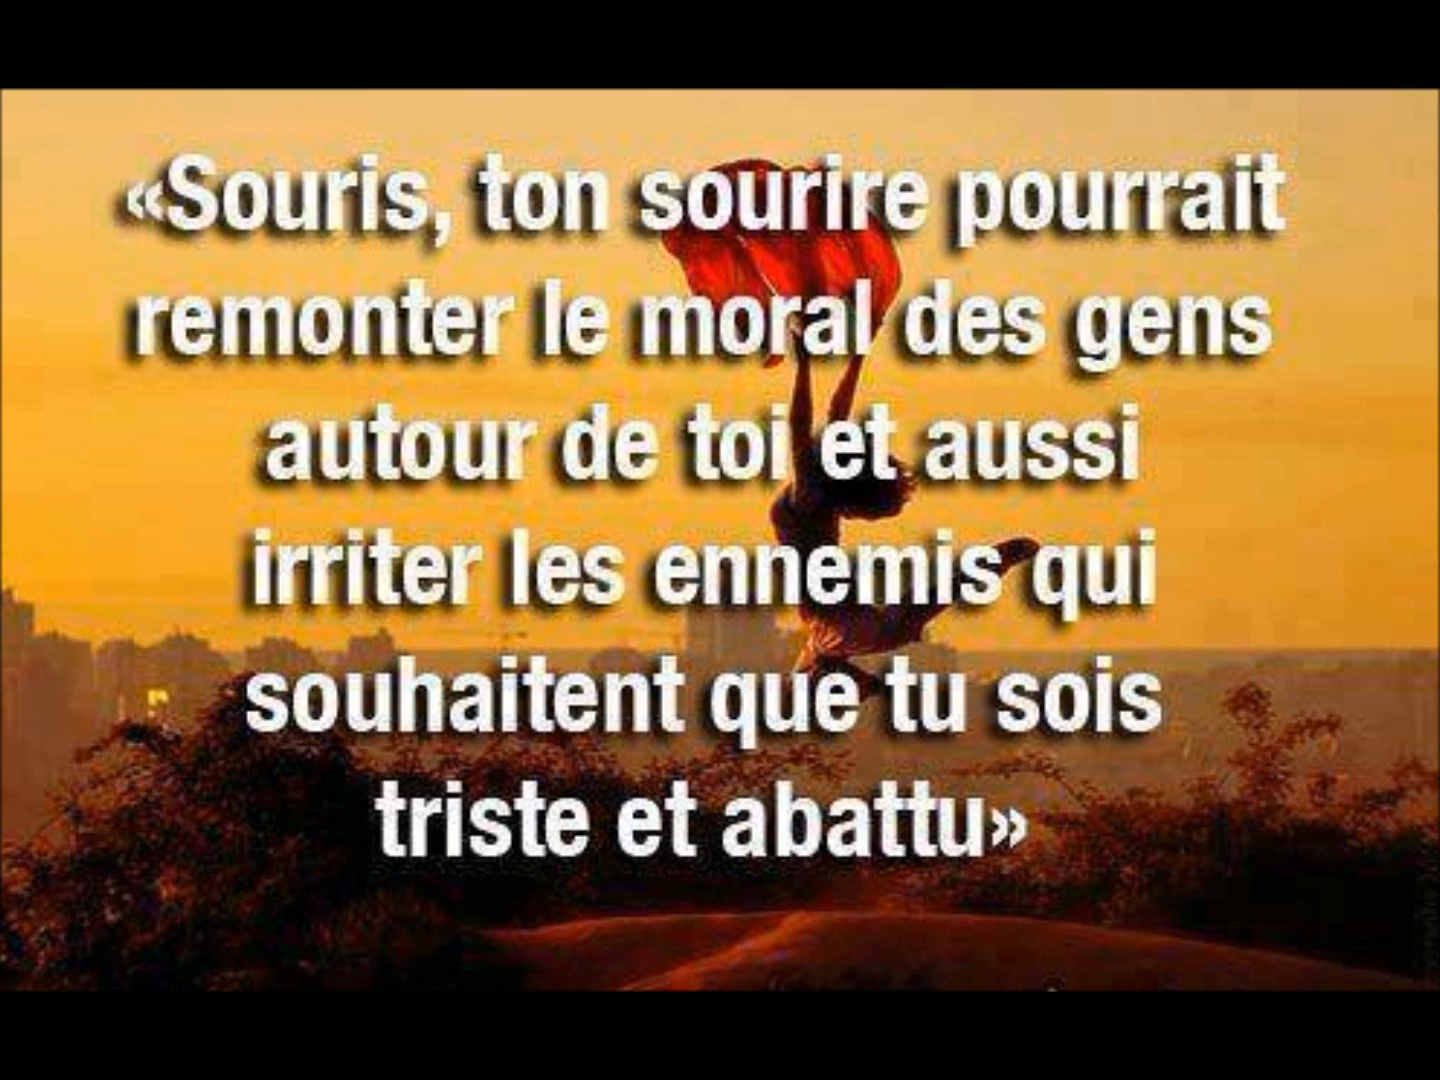 «Souris, ton sourire pourrait
remonter le moral des gens
autour de toi et aussi
irriter les ennemis qui
souhaitent que tu sois
triste et abattu»